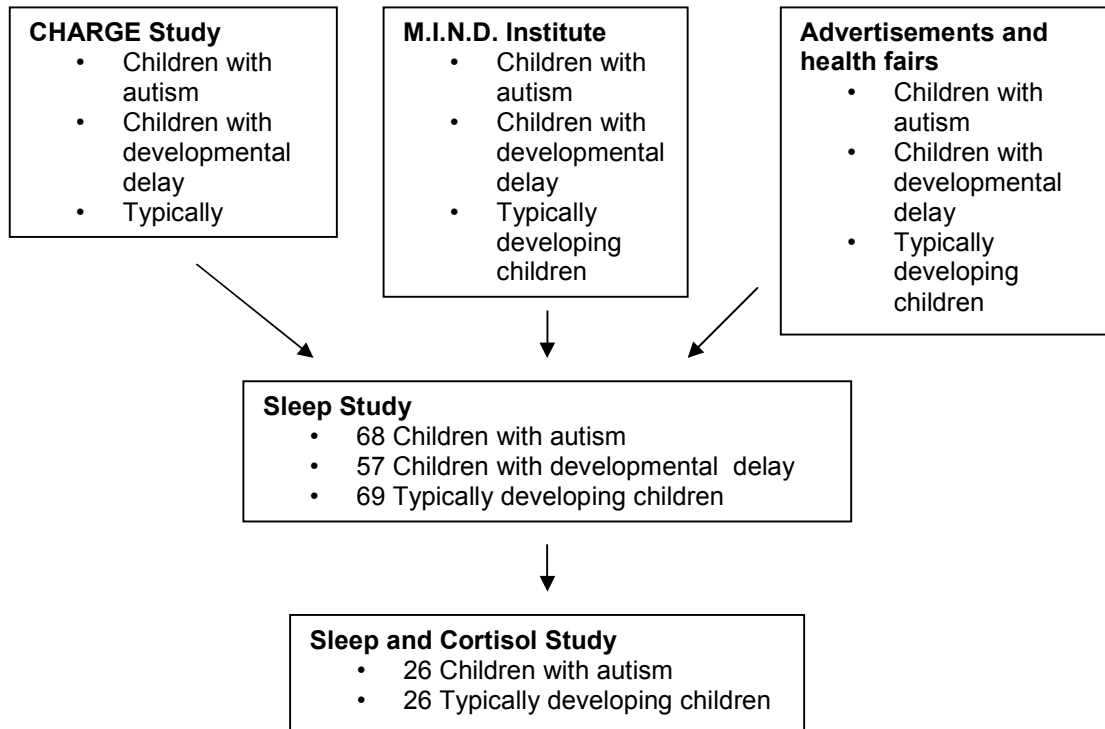 CHARGE Study
• Children with
autism
• Children with
developmental
delay
• Typically
M.I.N.D. Institute
• Children with
autism
• Children with
developmental
delay
• Typically
developing
children
Advertisements and
health fairs
• Children with
autism
• Children with
developmental
delay
• Typically
developing
children
Sleep Study
• 68 Children with autism
• 57 Children with developmental delay
• 69 Typically developing children
Sleep and Cortisol Study
• 26 Children with autism
• 26 Typically developing children